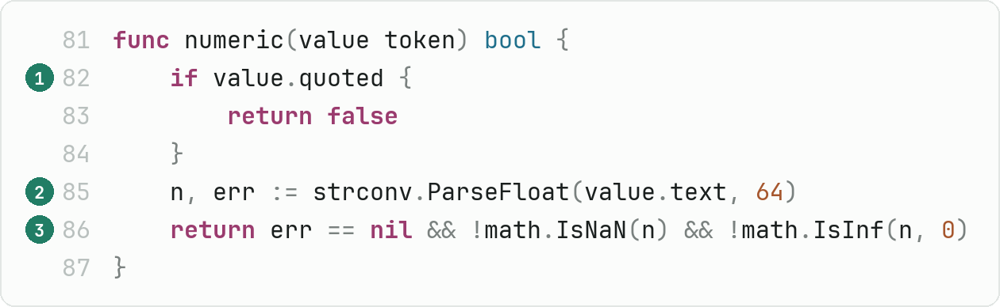 81 func numeric(value token) bool {
1 82     if value.quoted {
83         return false
84     }
2 85     n, err := strconv.ParseFloat(value.text, 64)
3 86     return err == nil && !math.IsNaN(n) && !math.IsInf(n, 0)
87 }